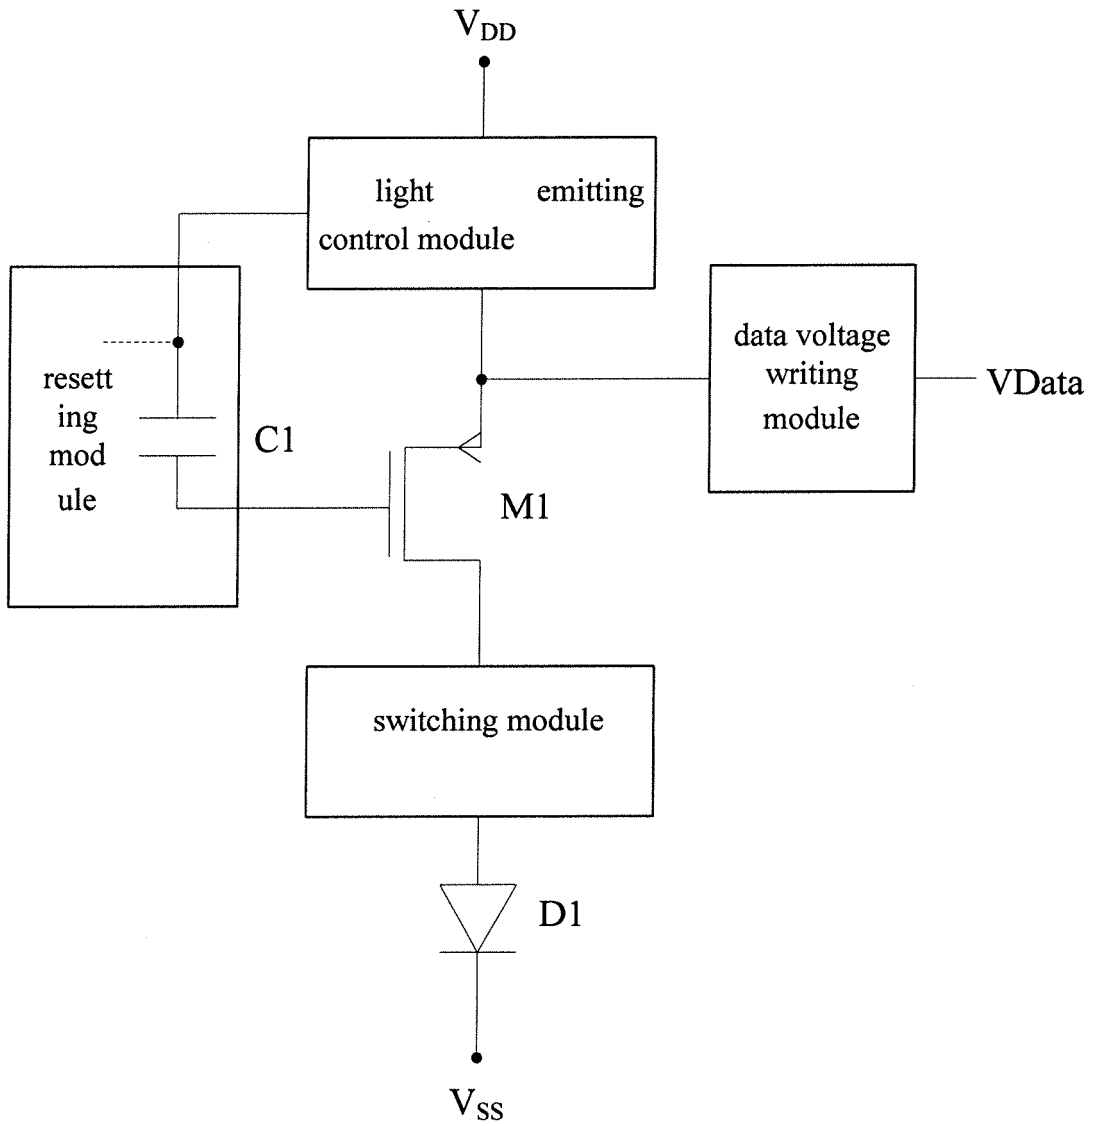 VDD
light emitting
control module
data voltage
writing
module
VData
resett
ing
mod
ule
C1
M1
switching module
D1
VSS